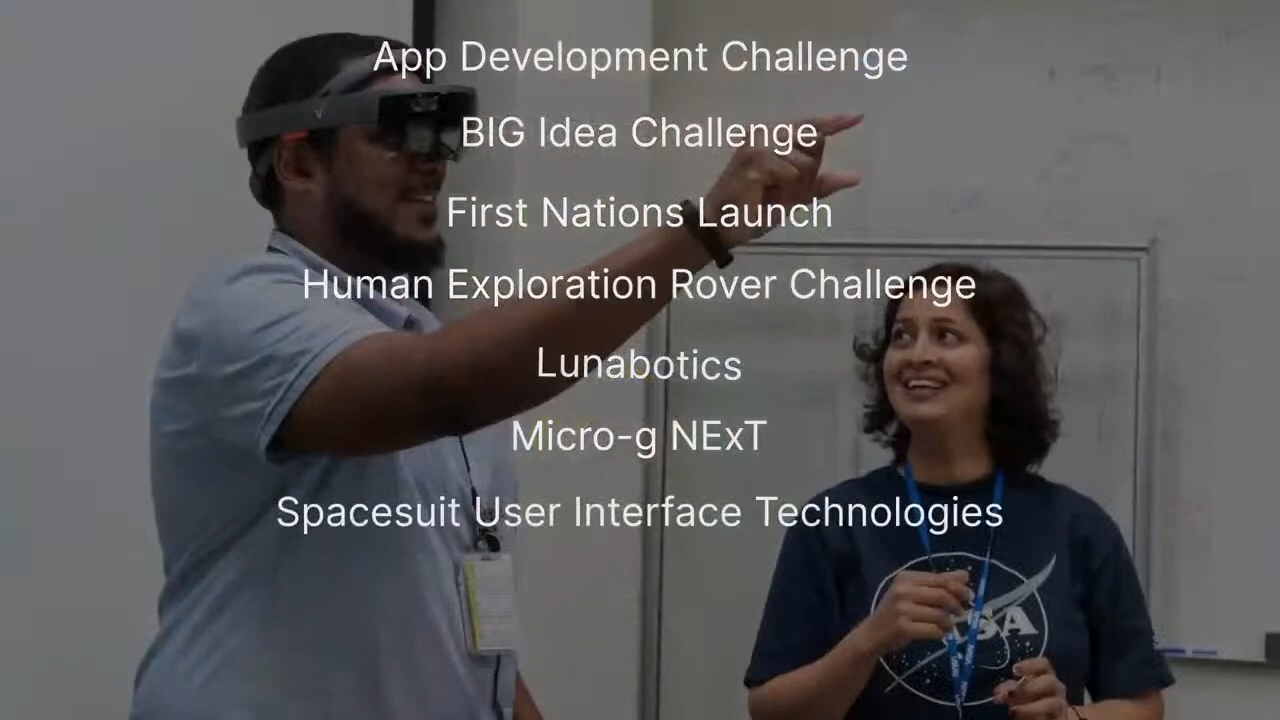 App Development Challenge
BIG Idea Challenge
First Nations Launch
Human Exploration Rover Challenge
Lunabotics
Micro-g NExT
Spacesuit User Interface Technologies
NASA